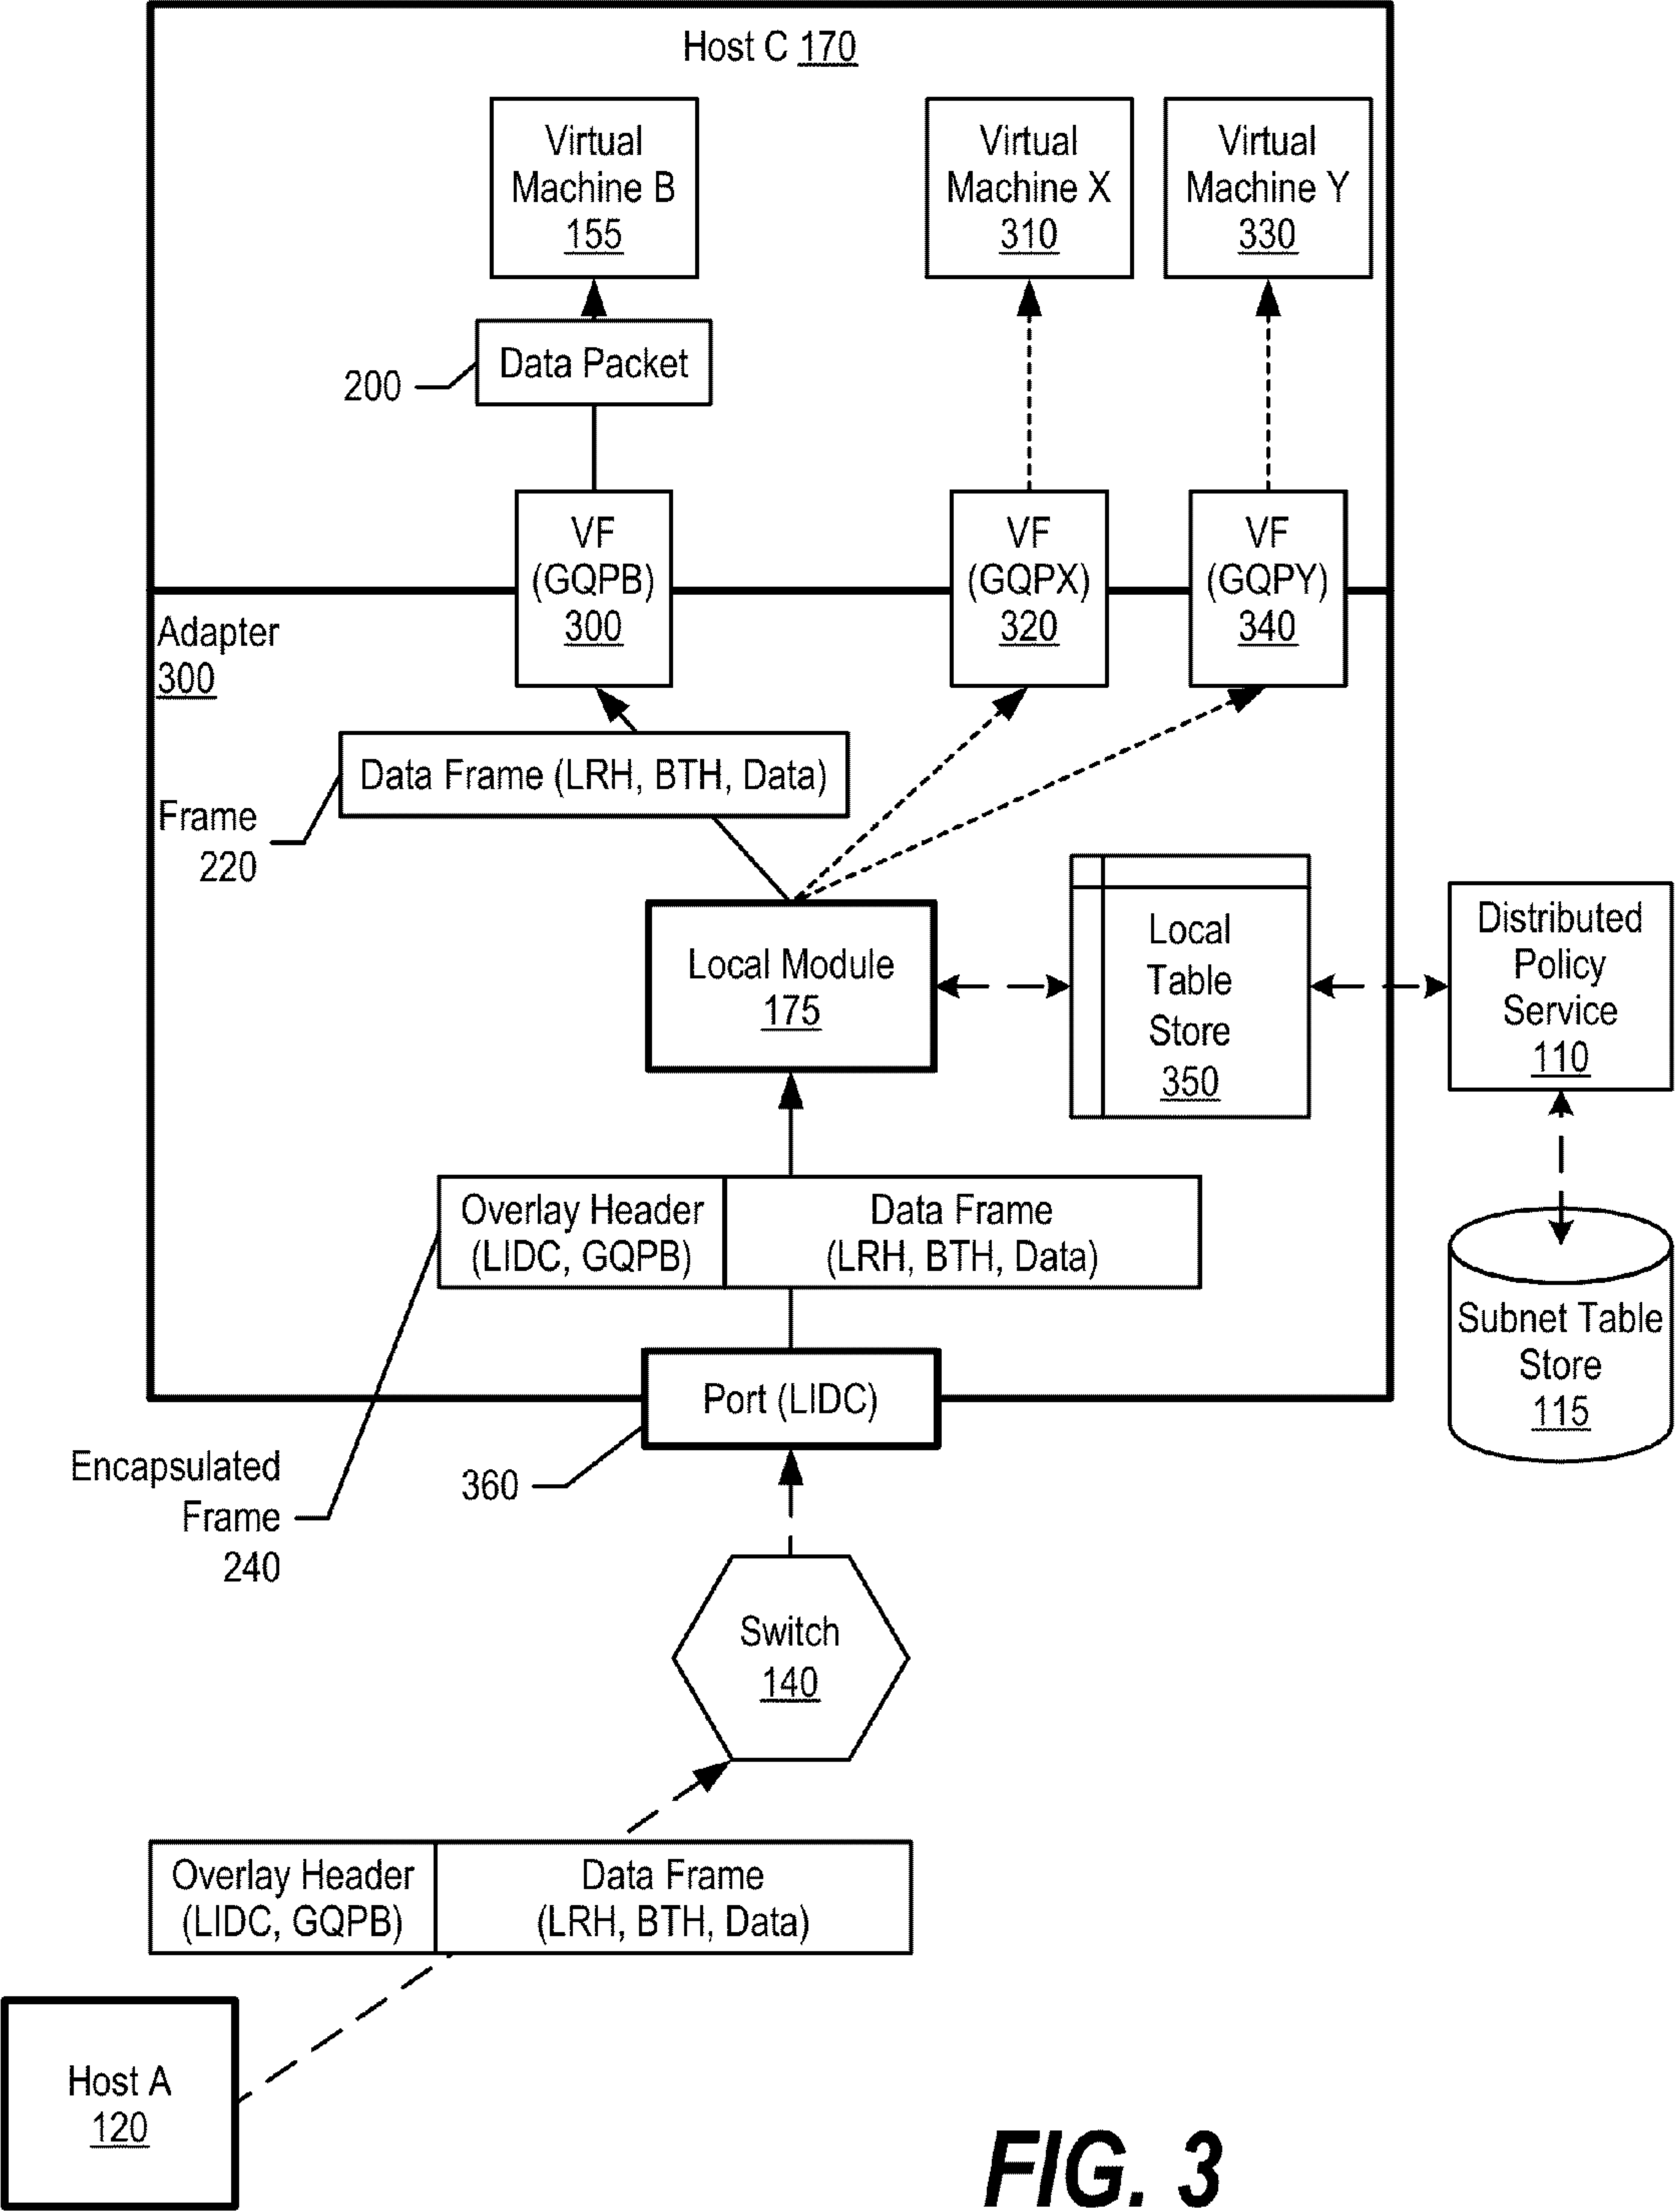 Host C 170
Virtual
Machine B
155
Virtual
Machine X
310
Virtual
Machine Y
330
Data Packet
200
VF
(GQPB)
300
VF
(GQPX)
320
VF
(GQPY)
340
Adapter
300
Data Frame (LRH, BTH, Data)
Frame
220
Local Module
175
Local
Table
Store
350
Distributed
Policy
Service
110
Overlay Header
(LIDC, GQPB)
Data Frame
(LRH, BTH, Data)
Subnet Table
Store
115
Port (LIDC)
360
Encapsulated
Frame
240
Switch
140
Overlay Header
(LIDC, GQPB)
Data Frame
(LRH, BTH, Data)
Host A
120
FIG. 3